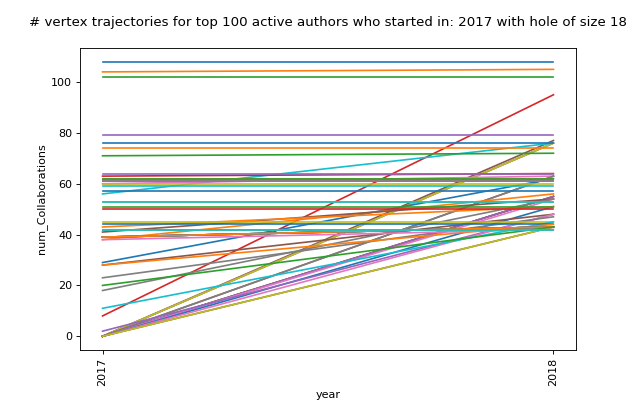 # vertex trajectories for top 100 active authors who started in: 2017 with hole of size 18
num_Collaborations
100
80
60
40
20
0
2017
2018
year